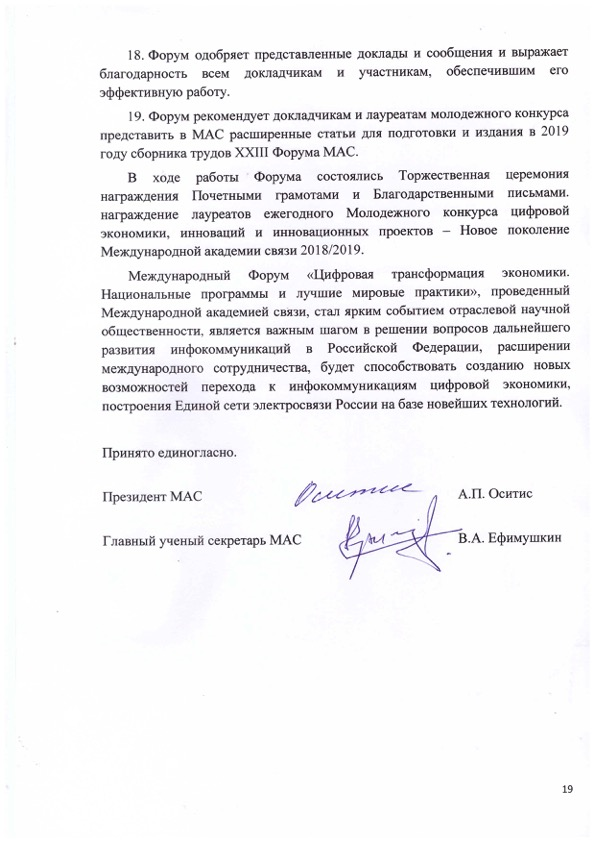 18. Форум одобряет представленные доклады и сообщения и выражает
благодарность всем докладчикам и участникам, обеспечившим его
эффективную работу.
19. Форум рекомендует докладчикам и лауреатам молодежного конкурса
представить в МАС расширенные статьи для подготовки и издания в 2019
году сборника трудов XXIII Форума МАС.
В ходе работы Форума состоялись Торжественная церемония
награждения Почетными грамотами и Благодарственными письмами.
награждение лауреатов ежегодного Молодежного конкурса цифровой
экономики, инноваций и инновационных проектов – Новое поколение
Международной академии связи 2018/2019.
Международный Форум «Цифровая трансформация экономики.
Национальные программы и лучшие мировые практики», проведенный
Международной академией связи, стал ярким событием отраслевой научной
общественности, является важным шагом в решении вопросов дальнейшего
развития инфокоммуникаций в Российской Федерации, расширении
международного сотрудничества, будет способствовать созданию новых
возможностей перехода к инфокоммуникациям цифровой экономики,
построения Единой сети электросвязи России на базе новейших технологий.
Принято единогласно.
Президент МАС Оситис А.П. Оситис
Главный ученый секретарь МАС В.А. Ефимушкин
19